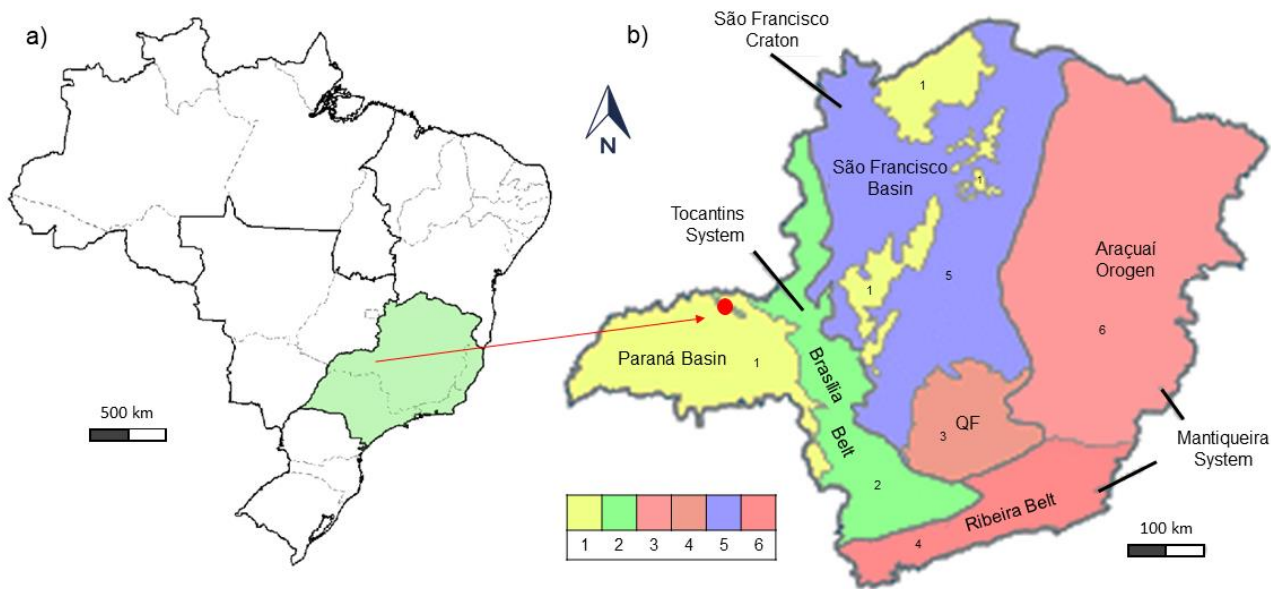 a)
500 km
N
b)
São Francisco
Craton
1
São Francisco
Basin
1
Tocantins
System
Araçuaí
Orogen
1
5
6
Paraná Basin
1
Brasília
Belt
QF
3
Mantiqueira
System
2
Ribeira Belt
4
1 2 3 4 5 6
100 km